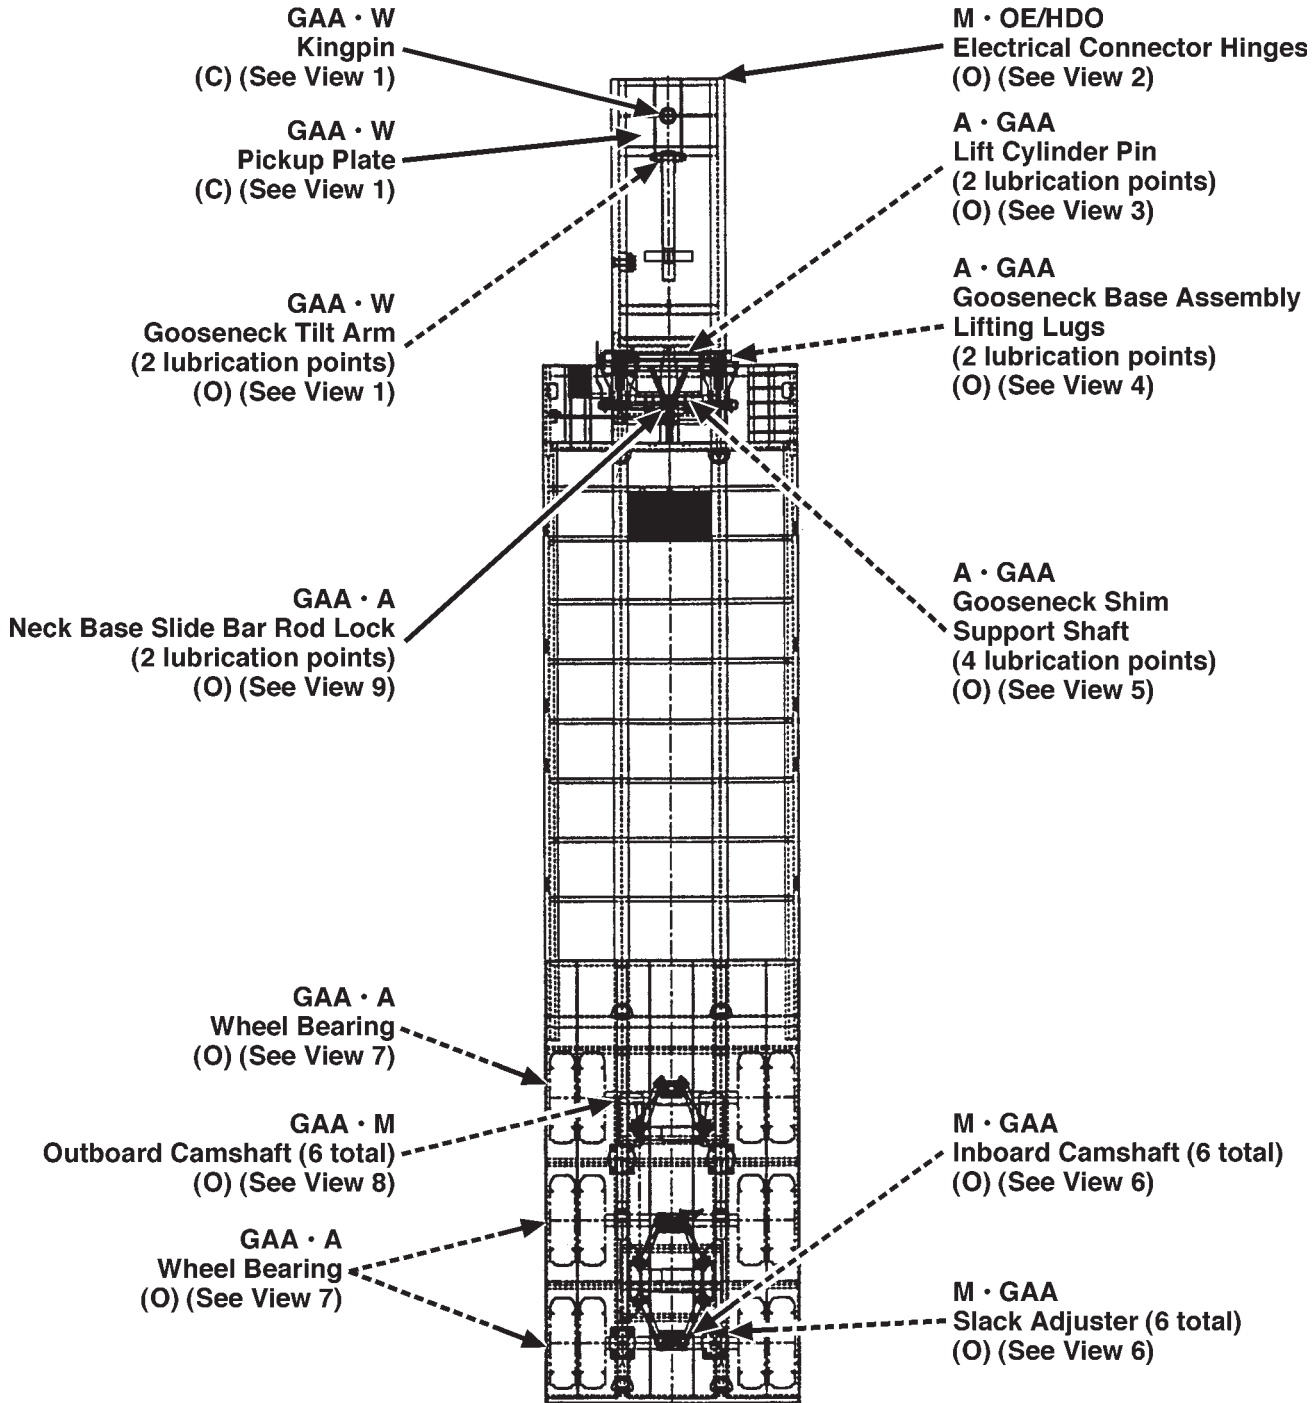 GAA · W
Kingpin
(C) (See View 1)
GAA · W
Pickup Plate
(C) (See View 1)
GAA · W
Gooseneck Tilt Arm
(2 lubrication points)
(O) (See View 1)
GAA · A
Neck Base Slide Bar Rod Lock
(2 lubrication points)
(O) (See View 9)
GAA · A
Wheel Bearing
(O) (See View 7)
GAA · M
Outboard Camshaft (6 total)
(O) (See View 8)
GAA · A
Wheel Bearing
(O) (See View 7)
M · OE/HDO
Electrical Connector Hinges
(O) (See View 2)
A · GAA
Lift Cylinder Pin
(2 lubrication points)
(O) (See View 3)
A · GAA
Gooseneck Base Assembly
Lifting Lugs
(2 lubrication points)
(O) (See View 4)
A · GAA
Gooseneck Shim
Support Shaft
(4 lubrication points)
(O) (See View 5)
M · GAA
Inboard Camshaft (6 total)
(O) (See View 6)
M · GAA
Slack Adjuster (6 total)
(O) (See View 6)